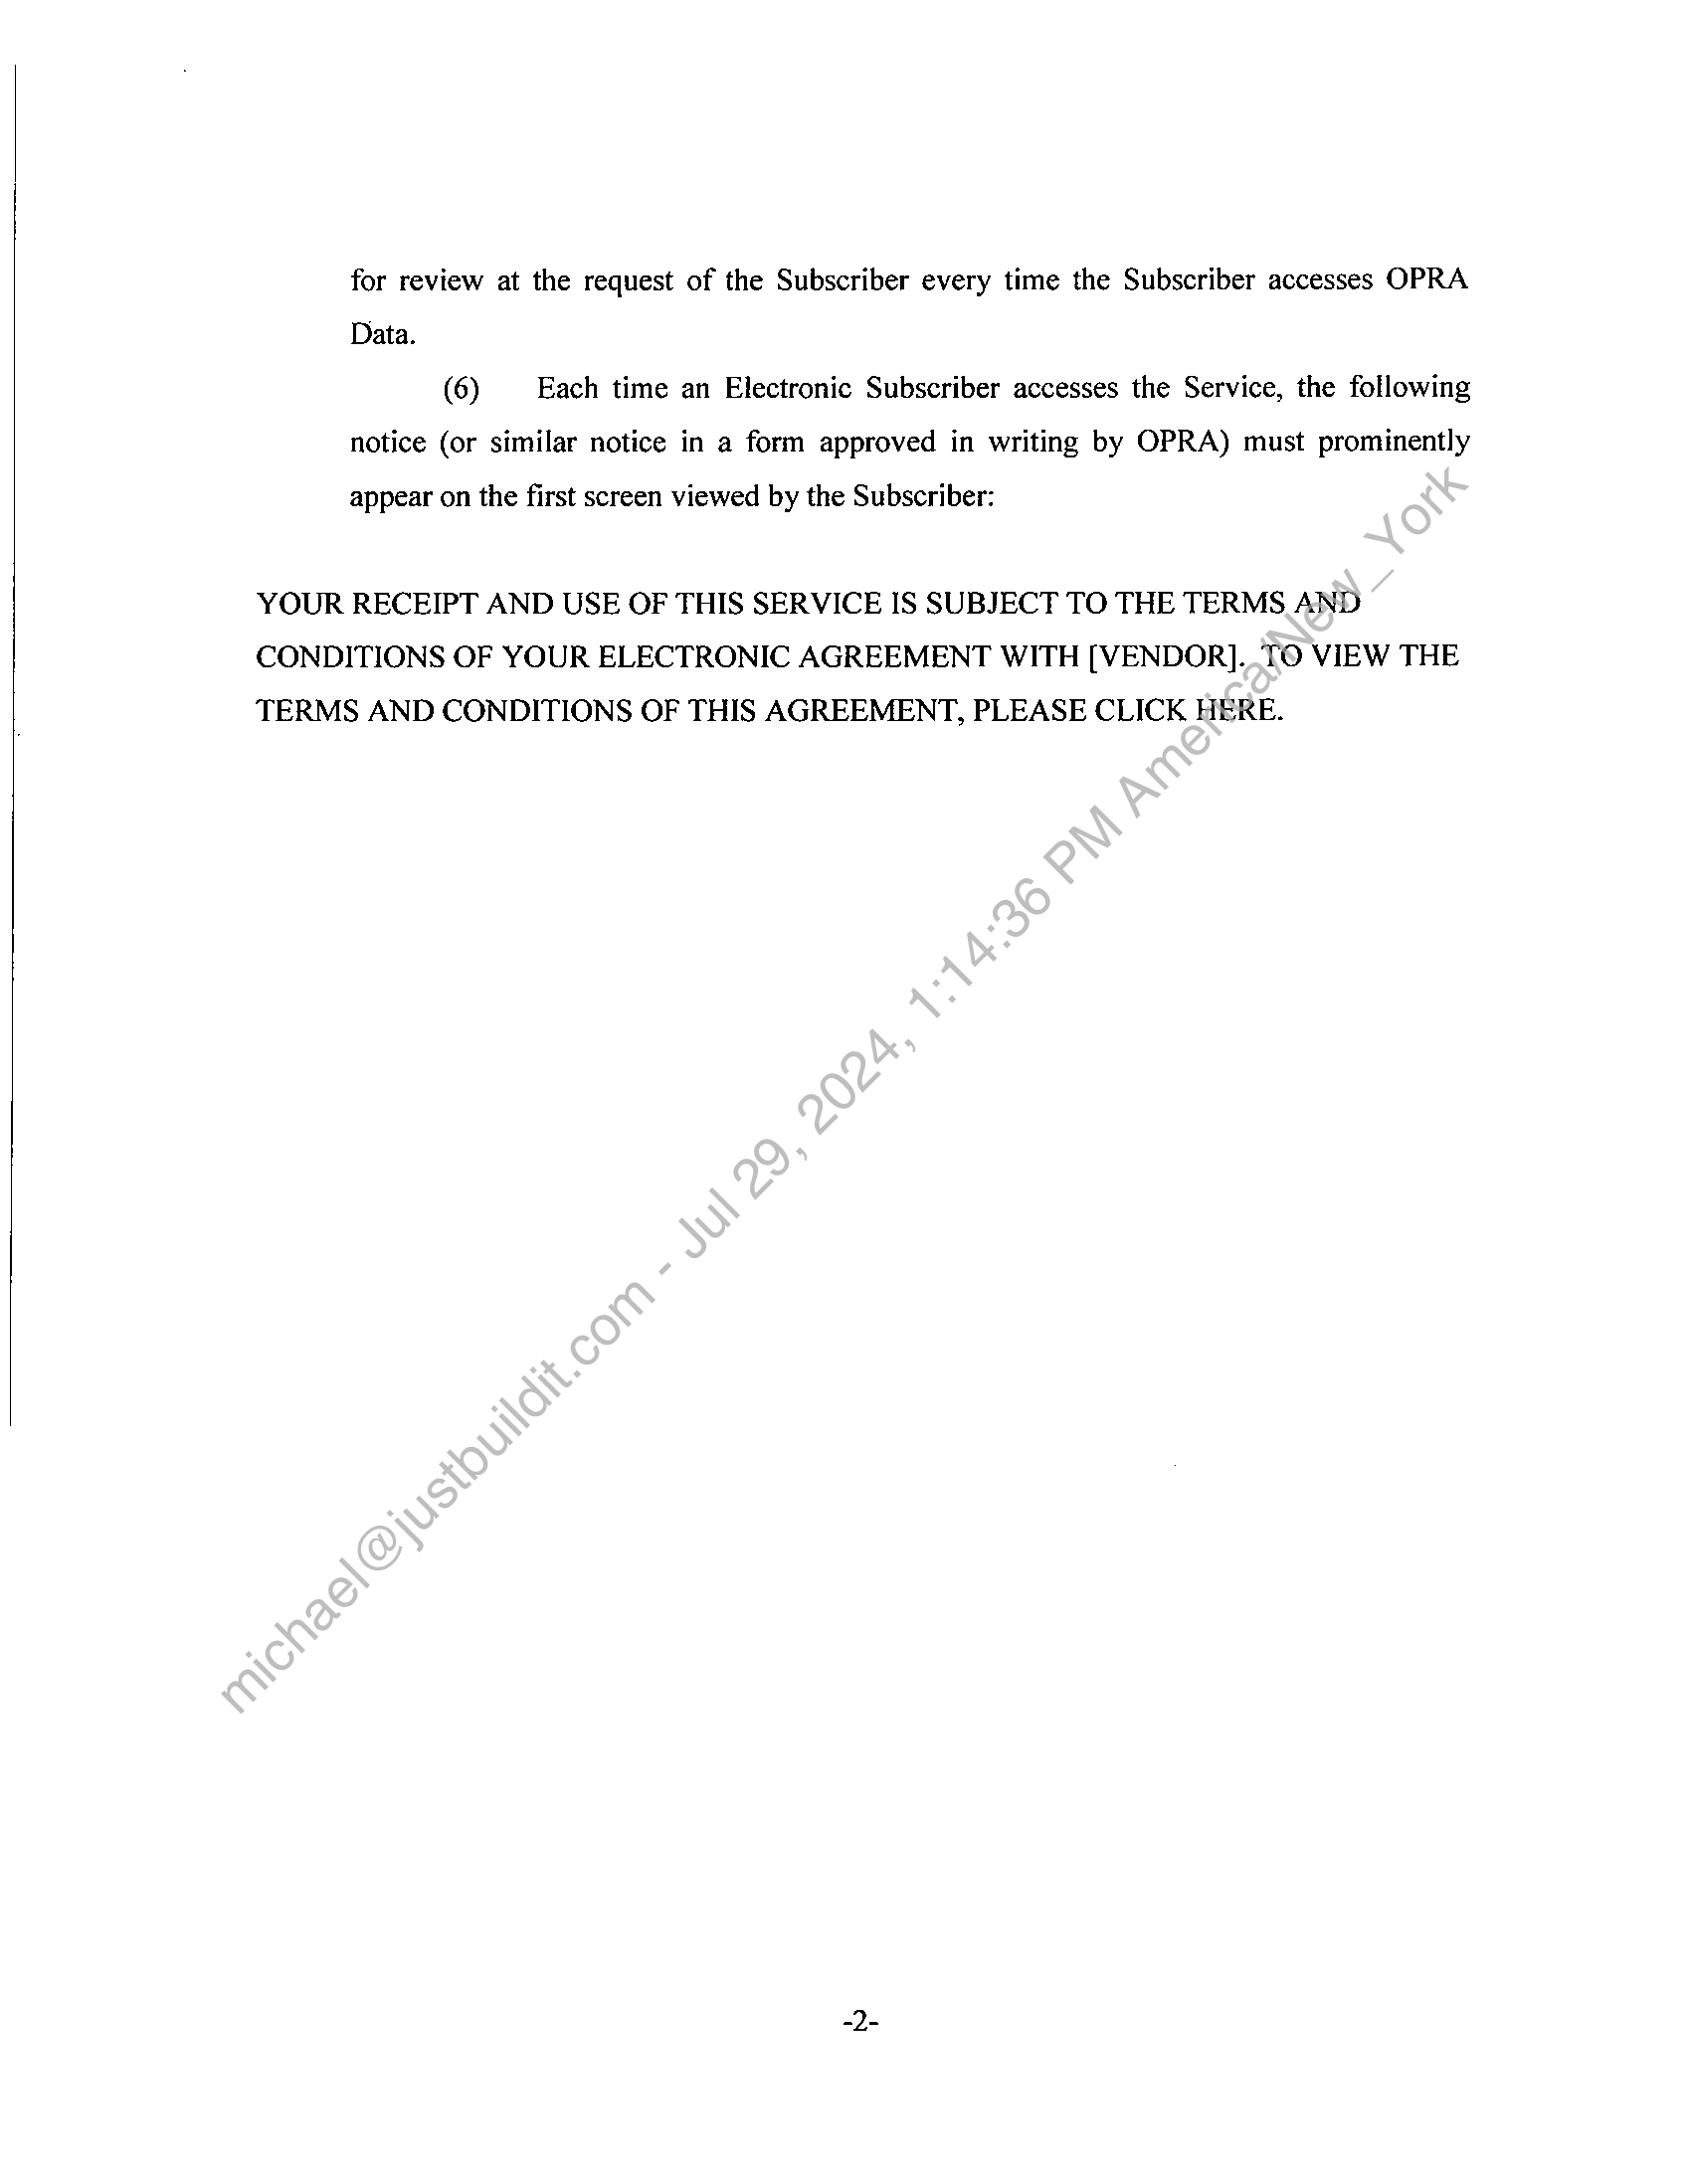 for review at the request of the Subscriber every time the Subscriber accesses OPRA
Data.
(6) Each time an Electronic Subscriber accesses the Service, the following
notice (or similar notice in a form approved in writing by OPRA) must prominently
appear on the first screen viewed by the Subscriber:
YOUR RECEIPT AND USE OF THIS SERVICE IS SUBJECT TO THE TERMS AND
CONDITIONS OF YOUR ELECTRONIC AGREEMENT WITH [VENDOR]. TO VIEW THE
TERMS AND CONDITIONS OF THIS AGREEMENT, PLEASE CLICK HERE.
michael@justbuildit.com - Jul 29, 2024, 1:14:36 PM America/New_York
-2-